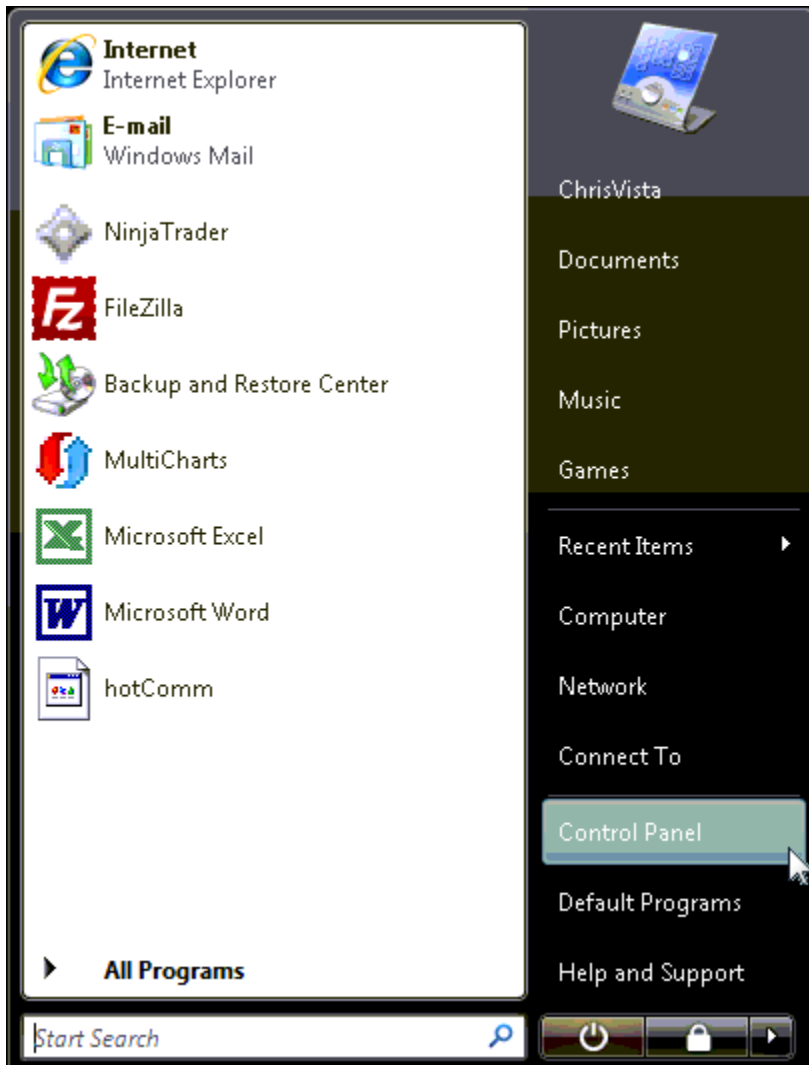 Internet
Internet Explorer
E-mail
Windows Mail
NinjaTrader
FileZilla
Backup and Restore Center
MultiCharts
Microsoft Excel
Microsoft Word
hotComm
All Programs
Start Search
ChrisVista
Documents
Pictures
Music
Games
Recent Items
Computer
Network
Connect To
Control Panel
Default Programs
Help and Support